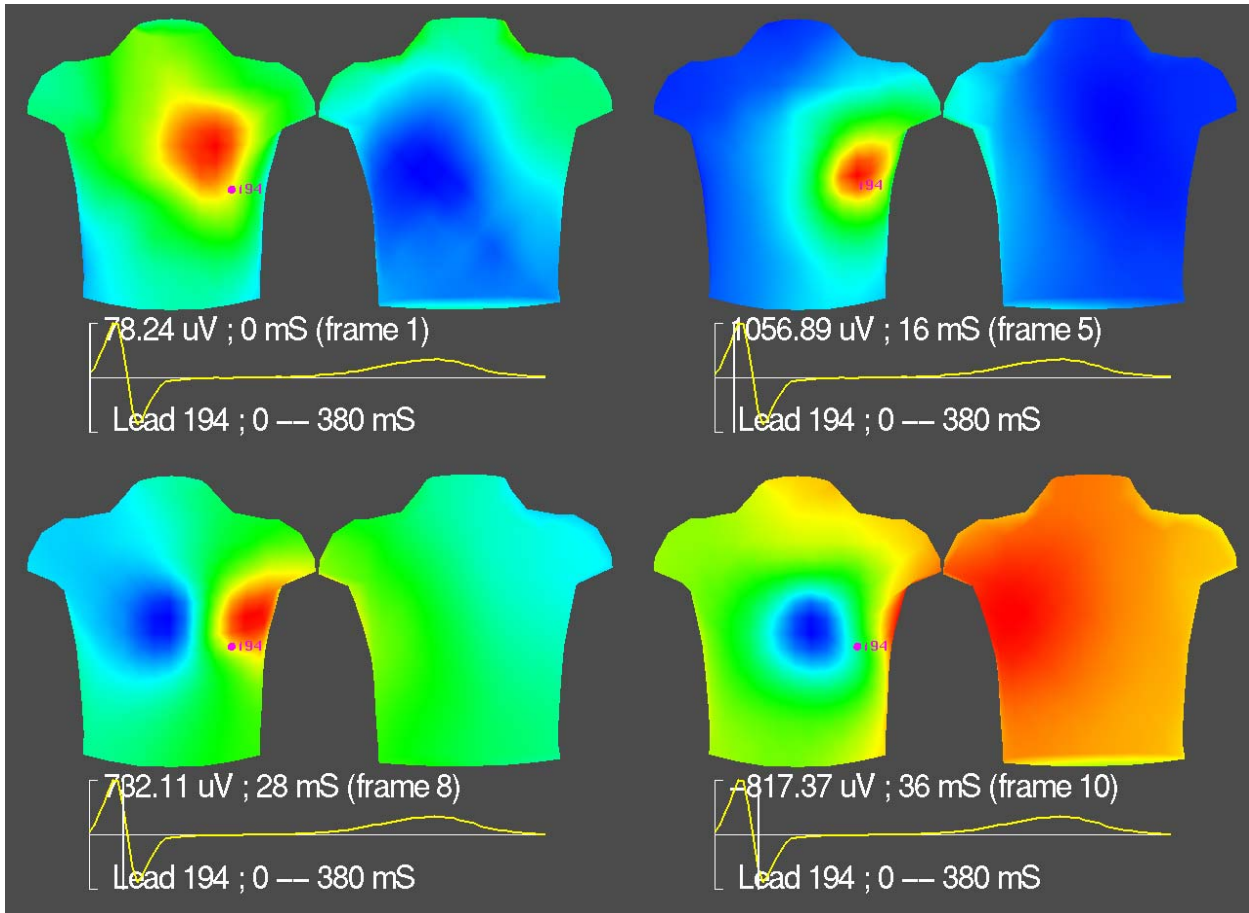 194
194
78.24 uV ; 0 mS (frame 1)
1056.89 uV ; 16 mS (frame 5)
Lead 194 ; 0 -- 380 mS
Lead 194 ; 0 -- 380 mS
194
194
732.11 uV ; 28 mS (frame 8)
-817.37 uV ; 36 mS (frame 10)
Lead 194 ; 0 -- 380 mS
Lead 194 ; 0 -- 380 mS